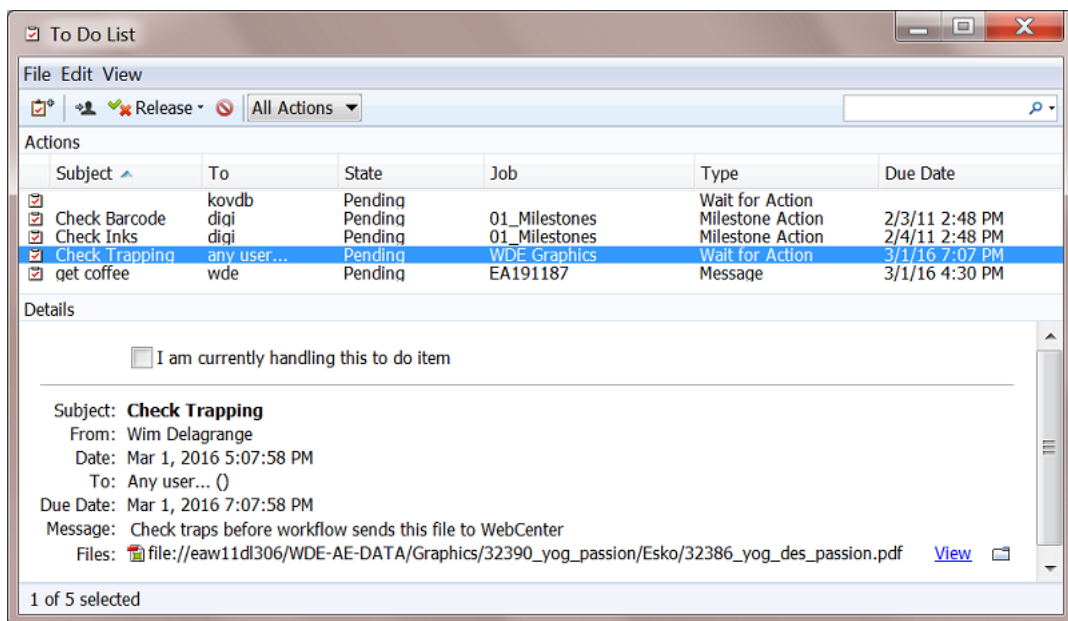 To Do List
File Edit View
Release All Actions
Actions
Subject To State Job Type Due Date
kovdb Pending Wait for Action
Check Barcode digi Pending 01_Milestones Milestone Action 2/3/11 2:48 PM
Check Inks digi Pending 01_Milestones Milestone Action 2/4/11 2:48 PM
Check Trapping any user... Pending WDE Graphics Wait for Action 3/1/16 7:07 PM
get coffee wde Pending EA191187 Message 3/1/16 4:30 PM
Details
I am currently handling this to do item
Subject: Check Trapping
From: Wim Delagrange
Date: Mar 1, 2016 5:07:58 PM
To: Any user... ()
Due Date: Mar 1, 2016 7:07:58 PM
Message: Check traps before workflow sends this file to WebCenter
Files: file://eaw11dl306/WDE-AE-DATA/Graphics/32390_yog_passion/Esko/32386_yog_des_passion.pdf View
1 of 5 selected